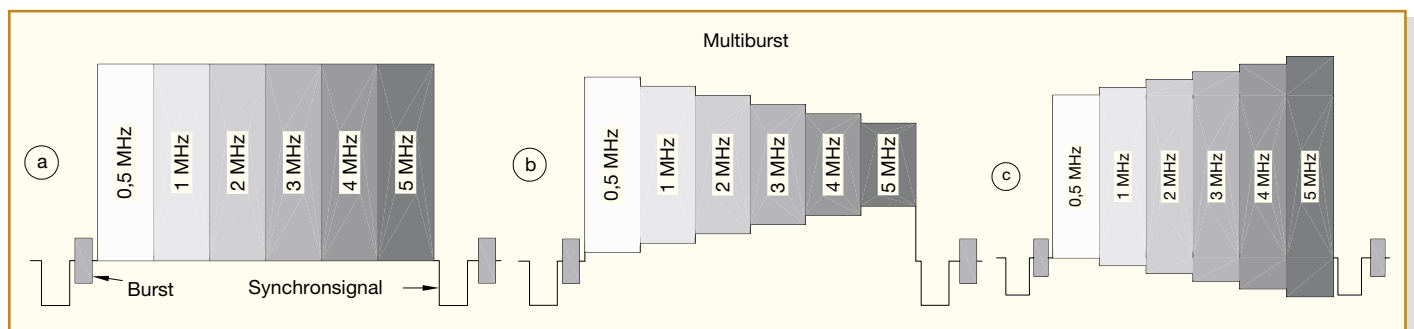 Multiburst
a
0,5 MHz
1 MHz
2 MHz
3 MHz
4 MHz
5 MHz
Burst
Synchronsignal
b
0,5 MHz
1 MHz
2 MHz
3 MHz
4 MHz
5 MHz
c
0,5 MHz
1 MHz
2 MHz
3 MHz
4 MHz
5 MHz